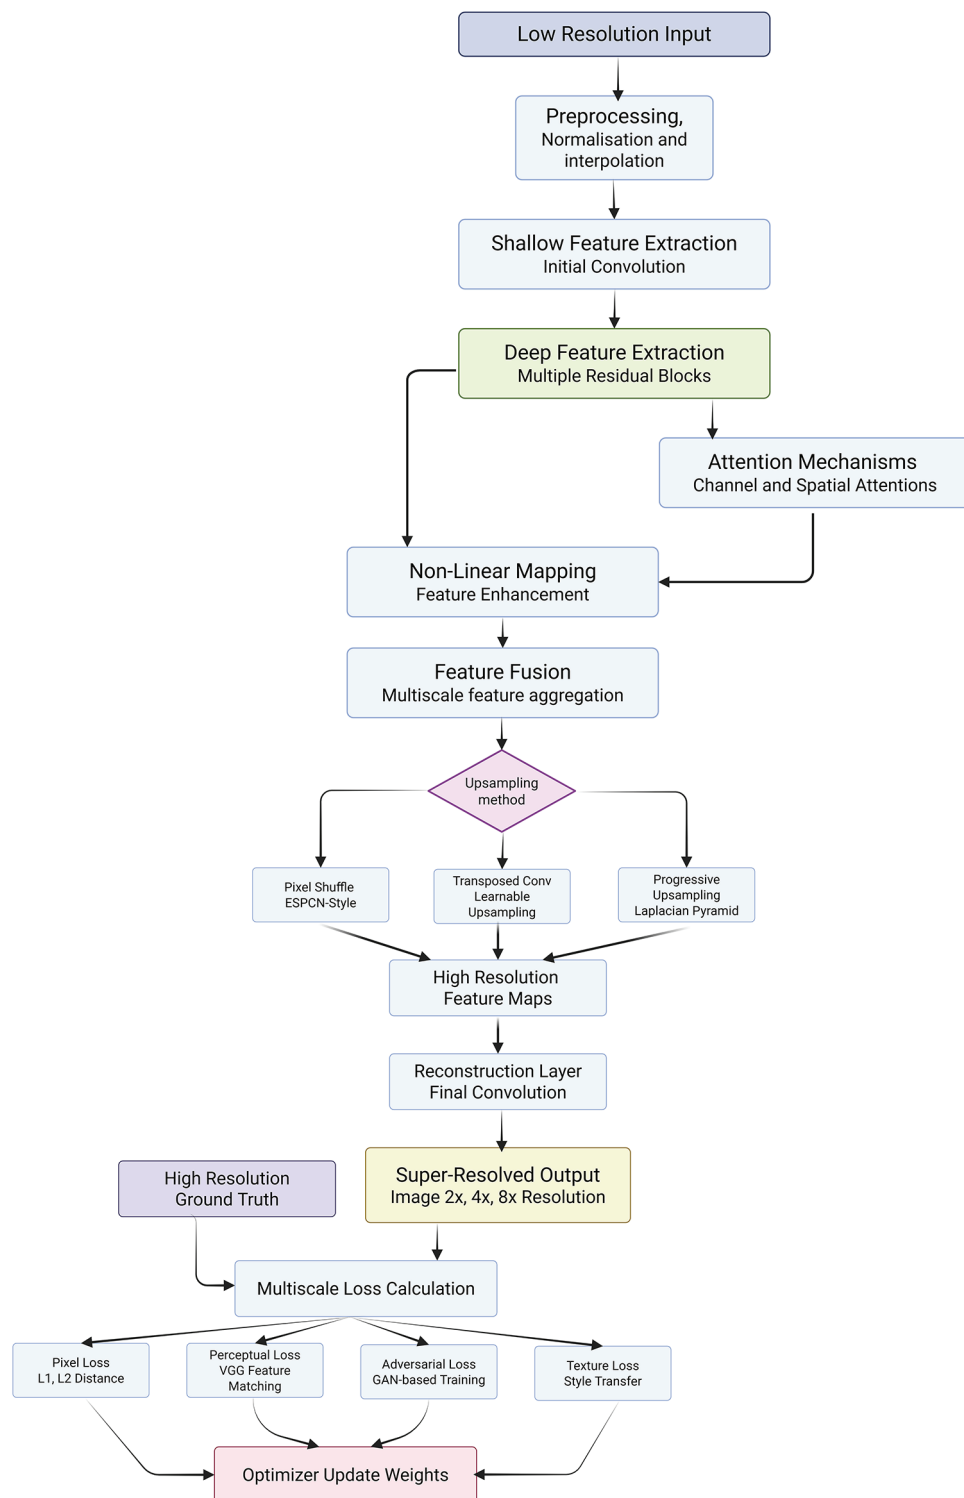 Low Resolution Input
Preprocessing,
Normalisation and
interpolation
Shallow Feature Extraction
Initial Convolution
Deep Feature Extraction
Multiple Residual Blocks
Attention Mechanisms
Channel and Spatial Attentions
Non-Linear Mapping
Feature Enhancement
Feature Fusion
Multiscale feature aggregation
Upsampling
method
Pixel Shuffle
ESPCN-Style
Transposed Conv
Learnable
Upsampling
Progressive
Upsampling
Laplacian Pyramid
High Resolution
Feature Maps
Reconstruction Layer
Final Convolution
High Resolution
Ground Truth
Super-Resolved Output
Image 2x, 4x, 8x Resolution
Multiscale Loss Calculation
Pixel Loss
L1, L2 Distance
Perceptual Loss
VGG Feature
Matching
Adversarial Loss
GAN-based Training
Texture Loss
Style Transfer
Optimizer Update Weights